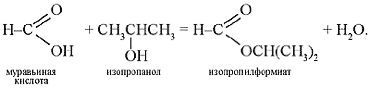 H–C O OH + CH₃CHCH₃ OH = H–C O OCH(CH₃)₂ + H₂O.
муравьиная кислота
изопропанол
изопропилформиат